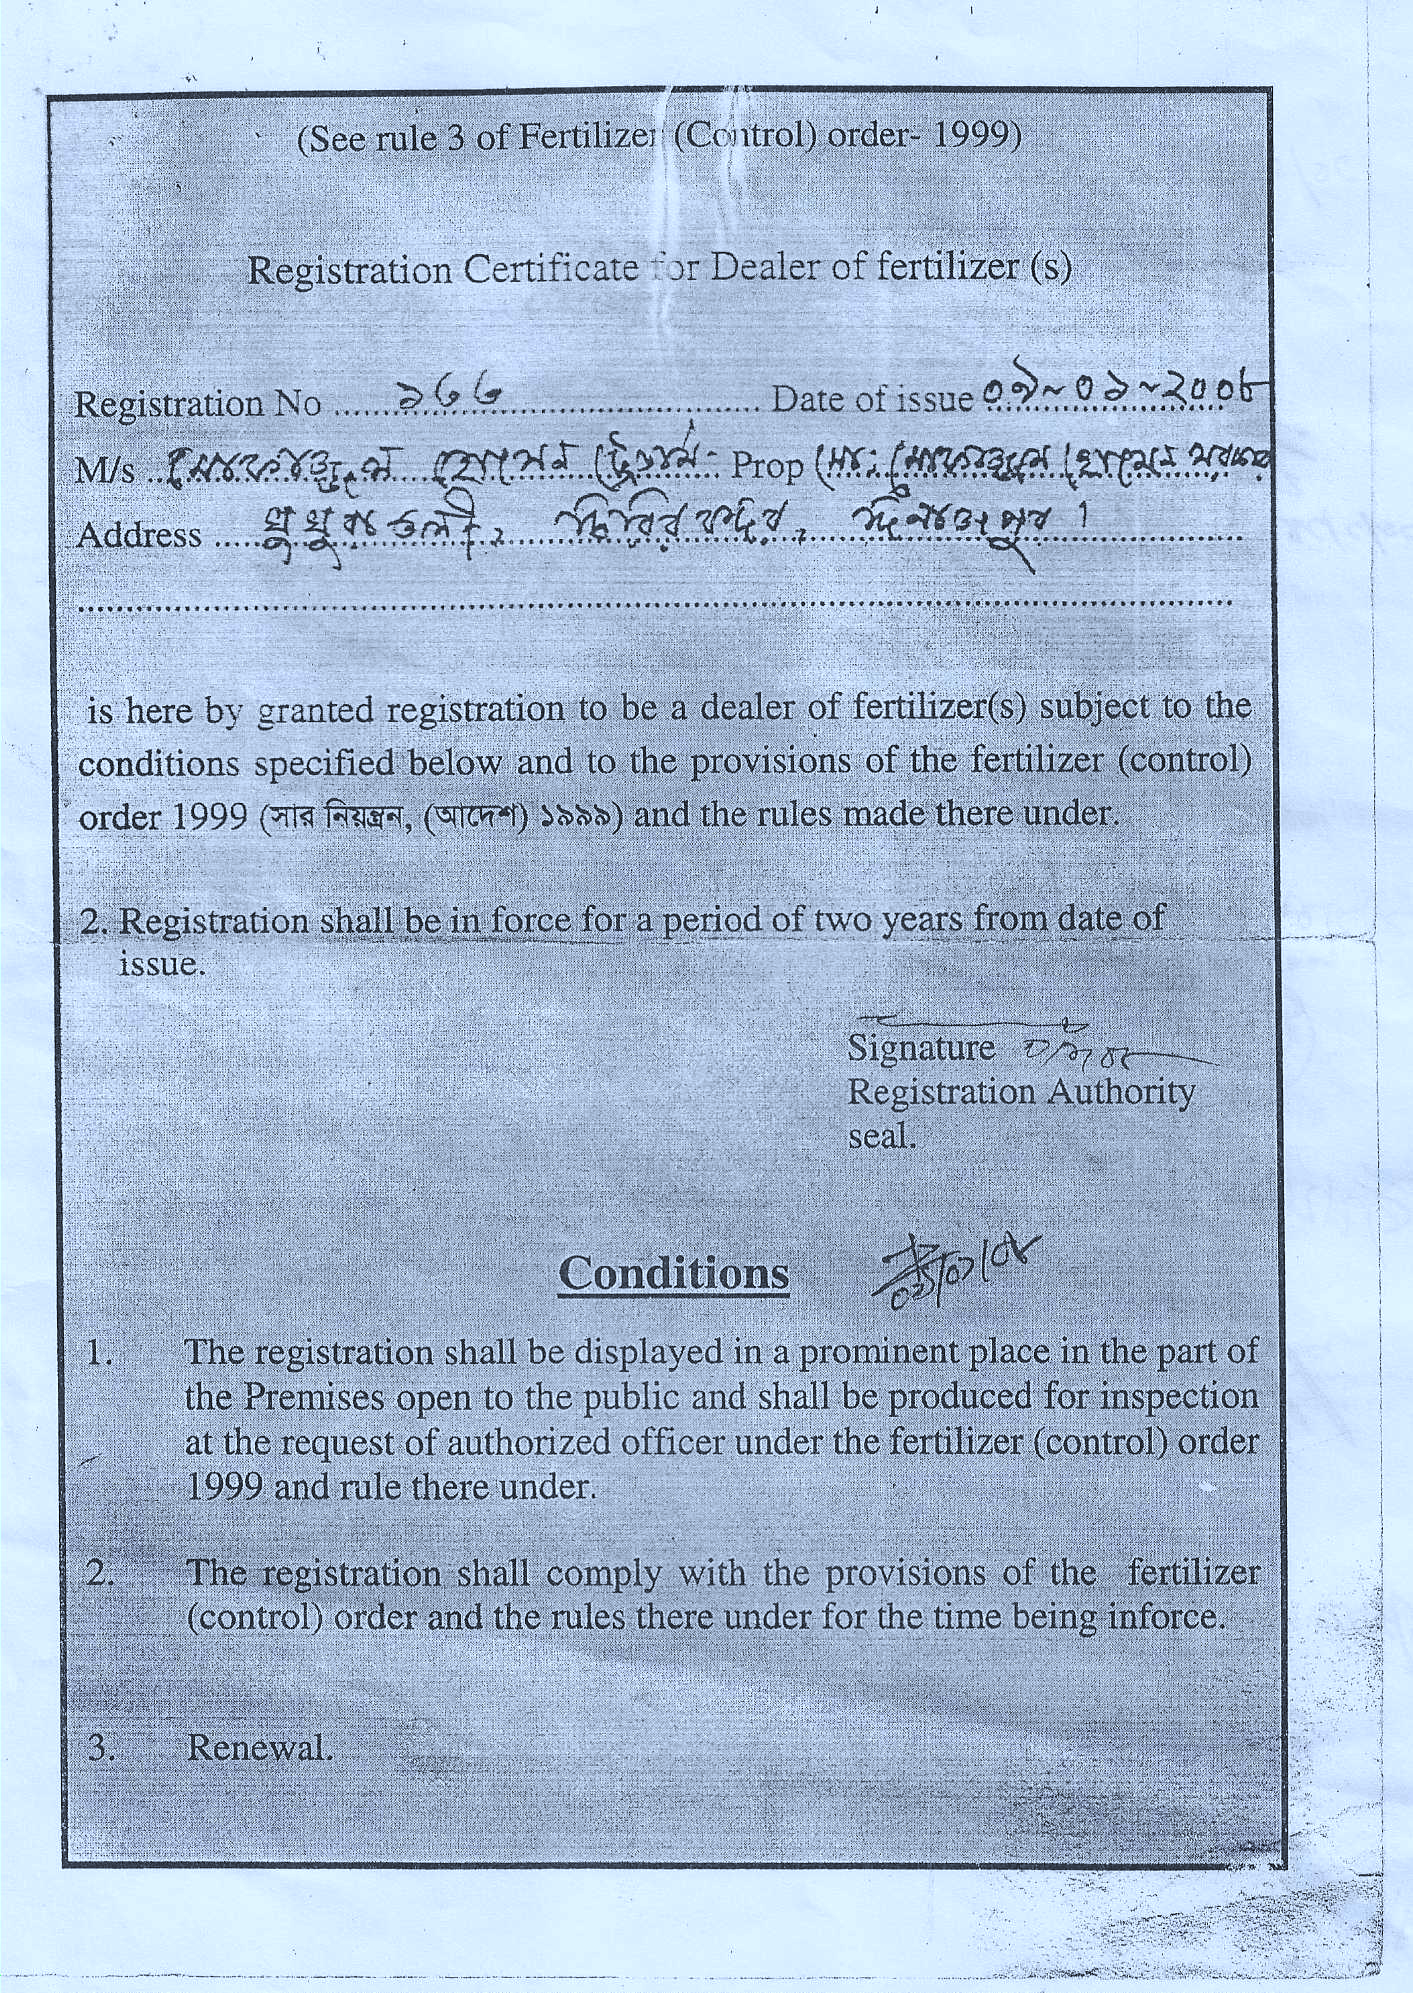 (See rule 3 of Fertilizer (Control) order- 1999)
Registration Certificate for Dealer of fertilizer (s)
Registration No ..... ১৬৬ ..... Date of issue ০৯-০১-২০০৮
M/s ..... হোসেন ট্রেডার্স Prop
Address ..... দিনাজপুর।
is here by granted registration to be a dealer of fertilizer(s) subject to the
conditions specified below and to the provisions of the fertilizer (control)
order 1999 (সার নিয়ন্ত্রন, (আদেশ) ১৯৯৯) and the rules made there under.
2. Registration shall be in force for a period of two years from date of
issue.
Signature
Registration Authority
seal.
Conditions
1. The registration shall be displayed in a prominent place in the part of
the Premises open to the public and shall be produced for inspection
at the request of authorized officer under the fertilizer (control) order
1999 and rule there under.
2. The registration shall comply with the provisions of the fertilizer
(control) order and the rules there under for the time being inforce.
3. Renewal.